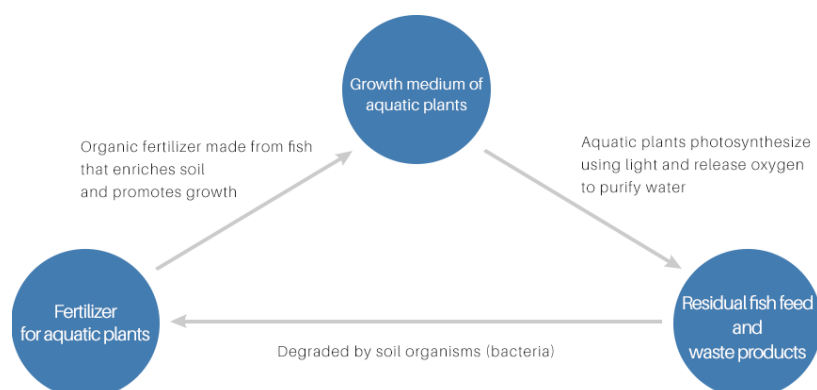 Growth medium of
aquatic plants
Organic fertilizer made from fish
that enriches soil
and promotes growth
Aquatic plants photosynthesize
using light and release oxygen
to purify water
Fertilizer
for aquatic plants
Residual fish feed
and
waste products
Degraded by soil organisms (bacteria)